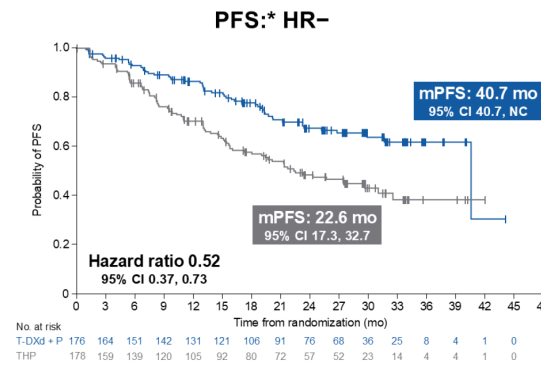 PFS:* HR−
1.0
0.8
0.6
0.4
0.2
0
Probability of PFS
mPFS: 40.7 mo
95% CI 40.7, NC
mPFS: 22.6 mo
95% CI 17.3, 32.7
Hazard ratio 0.52
95% CI 0.37, 0.73
0 3 6 9 12 15 18 21 24 27 30 33 36 39 42 45
Time from randomization (mo)
No. at risk
T-DXd + P 176 164 151 142 131 121 106 91 76 68 36 25 8 4 1 0
THP 178 159 139 120 105 92 80 72 57 52 23 14 4 4 1 0